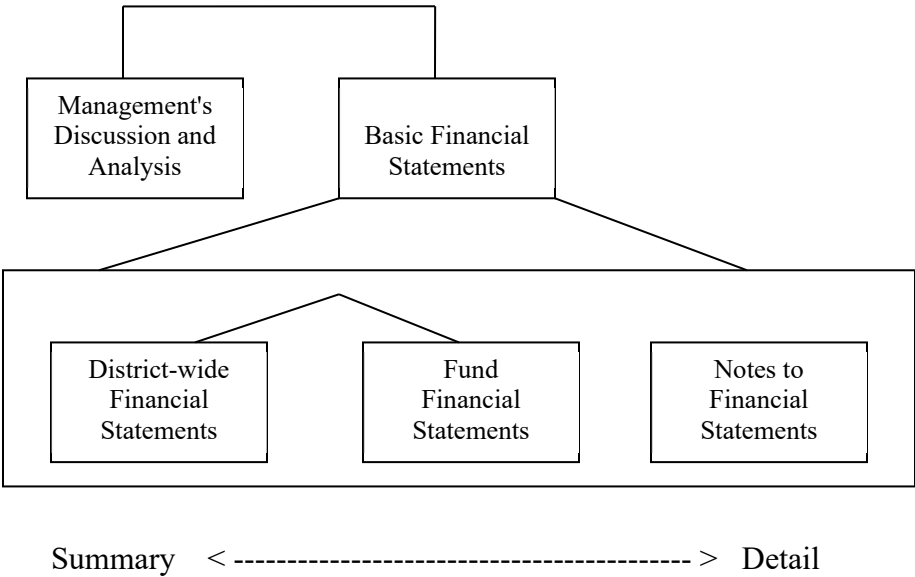 Management's
Discussion and
Analysis
Basic Financial
Statements
District-wide
Financial
Statements
Fund
Financial
Statements
Notes to
Financial
Statements
Summary < ------------------------------------------- > Detail